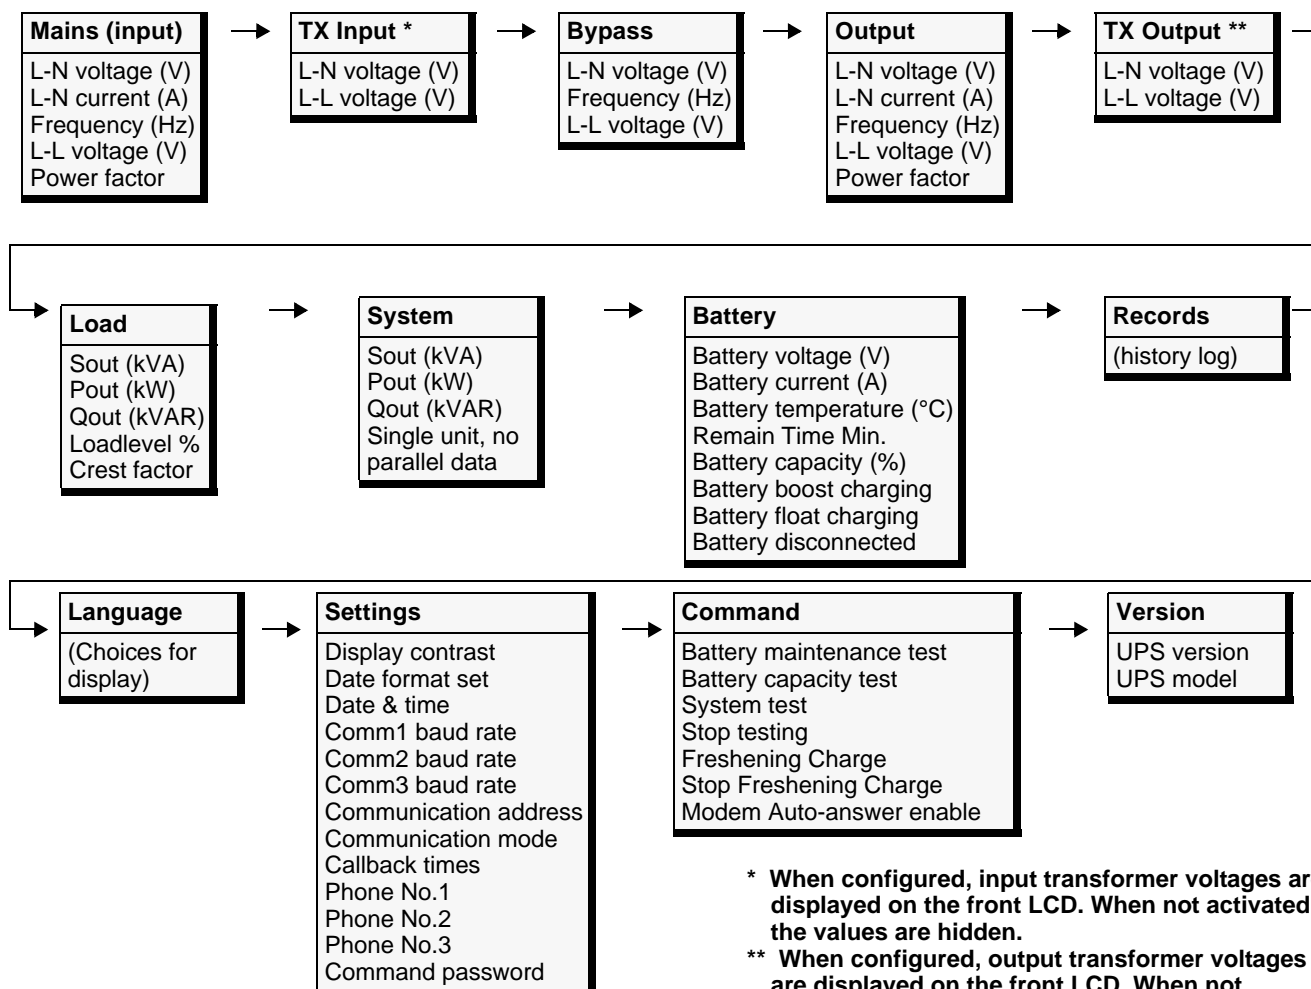 Mains (input)
L-N voltage (V)
L-N current (A)
Frequency (Hz)
L-L voltage (V)
Power factor
TX Input *
L-N voltage (V)
L-L voltage (V)
Bypass
L-N voltage (V)
Frequency (Hz)
L-L voltage (V)
Output
L-N voltage (V)
L-N current (A)
Frequency (Hz)
L-L voltage (V)
Power factor
TX Output **
L-N voltage (V)
L-L voltage (V)
Load
Sout (kVA)
Pout (kW)
Qout (kVAR)
Loadlevel %
Crest factor
System
Sout (kVA)
Pout (kW)
Qout (kVAR)
Single unit, no
parallel data
Battery
Battery voltage (V)
Battery current (A)
Battery temperature (°C)
Remain Time Min.
Battery capacity (%)
Battery boost charging
Battery float charging
Battery disconnected
Records
(history log)
Language
(Choices for
display)
Settings
Display contrast
Date format set
Date & time
Comm1 baud rate
Comm2 baud rate
Comm3 baud rate
Communication address
Communication mode
Callback times
Phone No.1
Phone No.2
Phone No.3
Command password
Command
Battery maintenance test
Battery capacity test
System test
Stop testing
Freshening Charge
Stop Freshening Charge
Modem Auto-answer enable
Version
UPS version
UPS model
* When configured, input transformer voltages ar
displayed on the front LCD. When not activated
the values are hidden.
** When configured, output transformer voltages
are displayed on the front LCD. When not